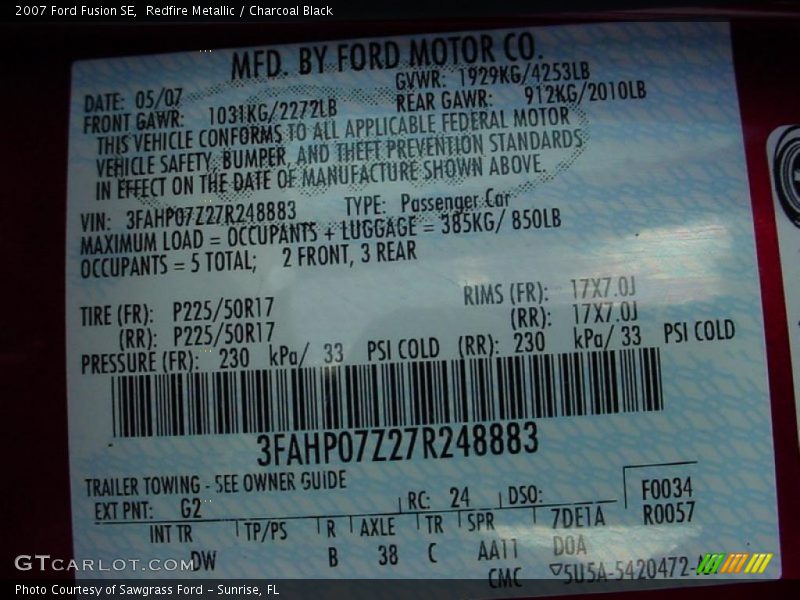 2007 Ford Fusion SE,  Redfire Metallic / Charcoal Black
MFD. BY FORD MOTOR CO.
DATE: 05/07 GVWR: 1929KG/4253LB
FRONT GAWR: 1031KG/2272LB REAR GAWR: 912KG/2010LB
THIS VEHICLE CONFORMS TO ALL APPLICABLE FEDERAL MOTOR
VEHICLE SAFETY, BUMPER, AND THEFT PREVENTION STANDARDS
IN EFFECT ON THE DATE OF MANUFACTURE SHOWN ABOVE.
VIN: 3FAHP07Z27R248883 TYPE: Passenger Car
MAXIMUM LOAD = OCCUPANTS + LUGGAGE = 385KG/ 850LB
OCCUPANTS = 5 TOTAL; 2 FRONT, 3 REAR
TIRE (FR): P225/50R17 RIMS (FR): 17X7.0J
(RR): P225/50R17 (RR): 17X7.0J
PRESSURE (FR): 230 kPa/ 33 PSI COLD (RR): 230 kPa/ 33 PSI COLD
3FAHP07Z27R248883
TRAILER TOWING - SEE OWNER GUIDE
EXT PNT: G2 RC: 24 DSO: F0034
INT TR TP/PS R AXLE TR SPR 7DE1A R0057
DW B 38 C AA11 DOA
CMC 5U5A-5420472-
GTCARLOT.COM
Photo Courtesy of Sawgrass Ford - Sunrise, FL